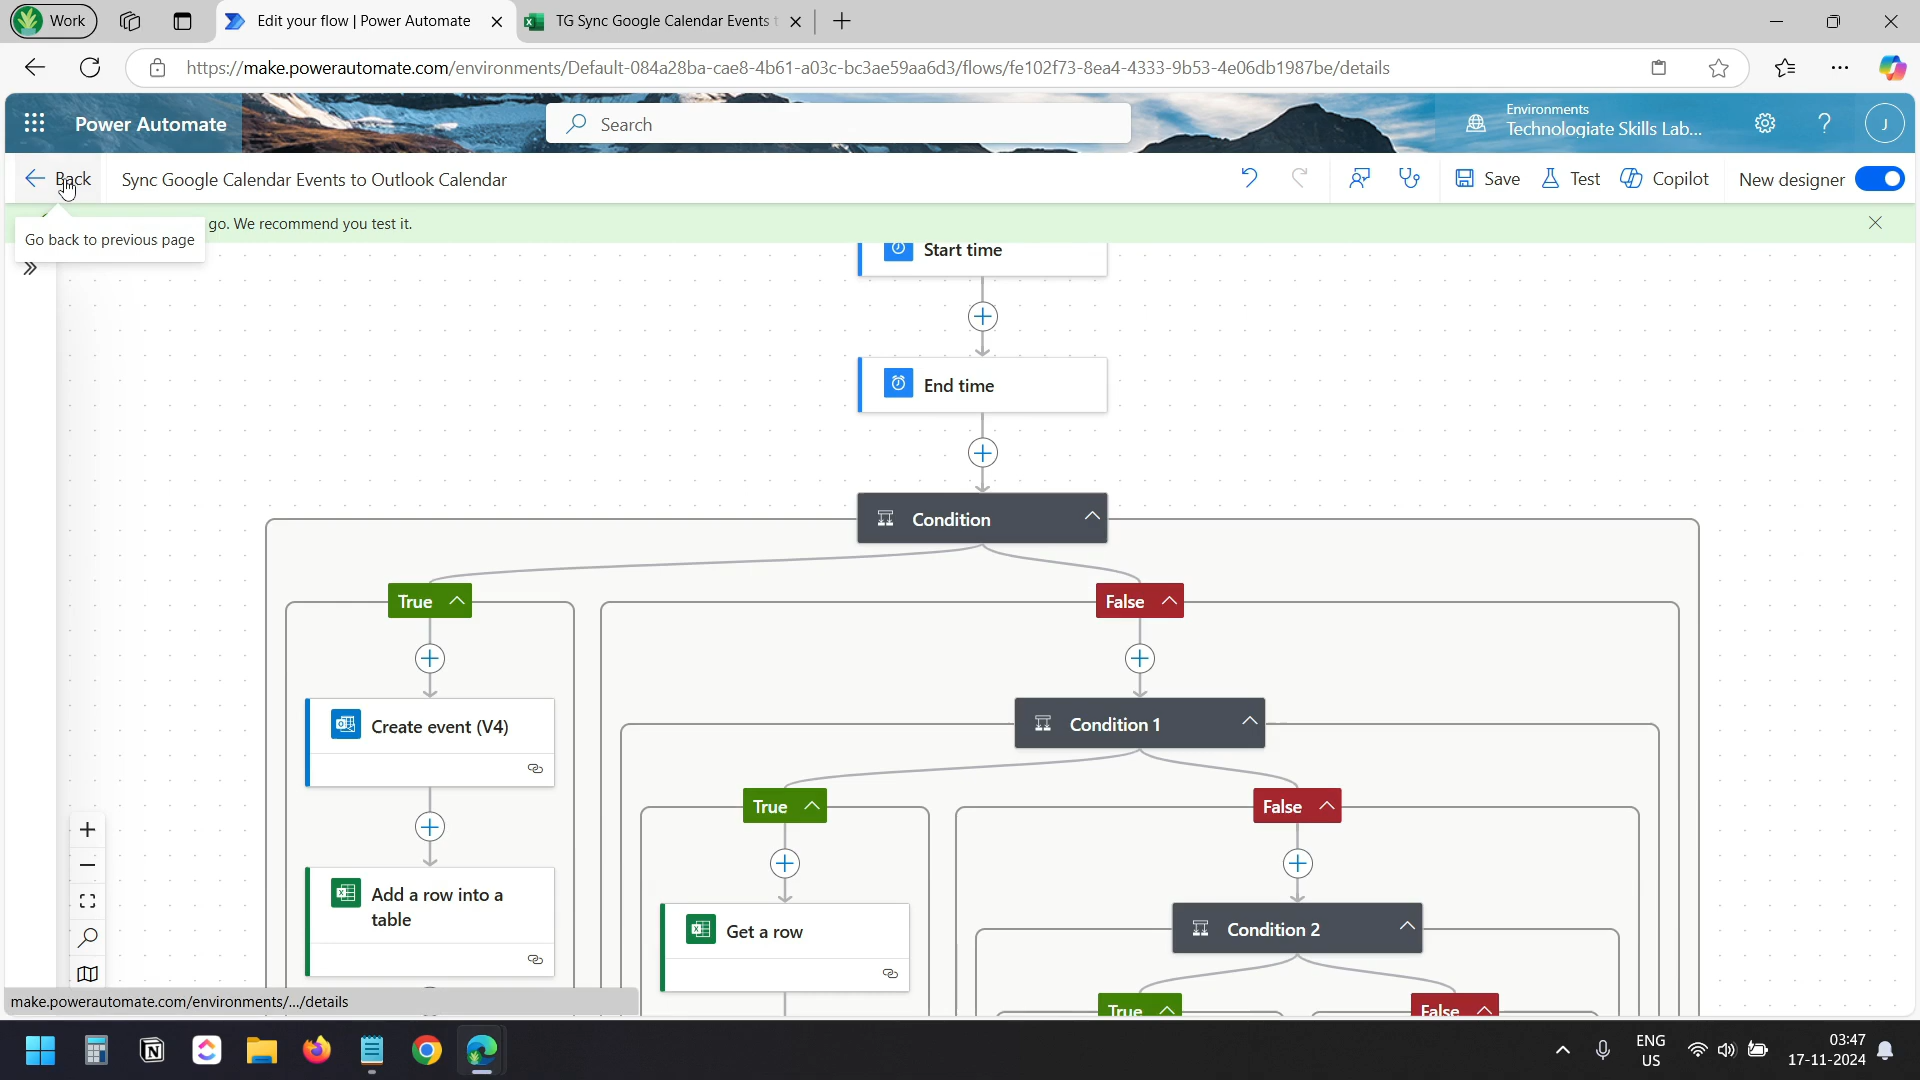 Work
Edit your flow | Power Automate
TG Sync Google Calendar Events t
https://make.powerautomate.com/environments/Default-084a28ba-cae8-4b61-a03c-bc3ae59aa6d3/flows/fe102f73-8ea4-4333-9b53-4e06db1987be/details
Power Automate
Search
Environments
Technologiate Skills Lab...
J
Back
Sync Google Calendar Events to Outlook Calendar
Save
Test
Copilot
New designer
go. We recommend you test it.
Go back to previous page
Start time
End time
Condition
True
False
Create event (V4)
Condition 1
True
False
Add a row into a
table
Get a row
Condition 2
True
False
make.powerautomate.com/environments/.../details
ENG
US
03:47
17-11-2024